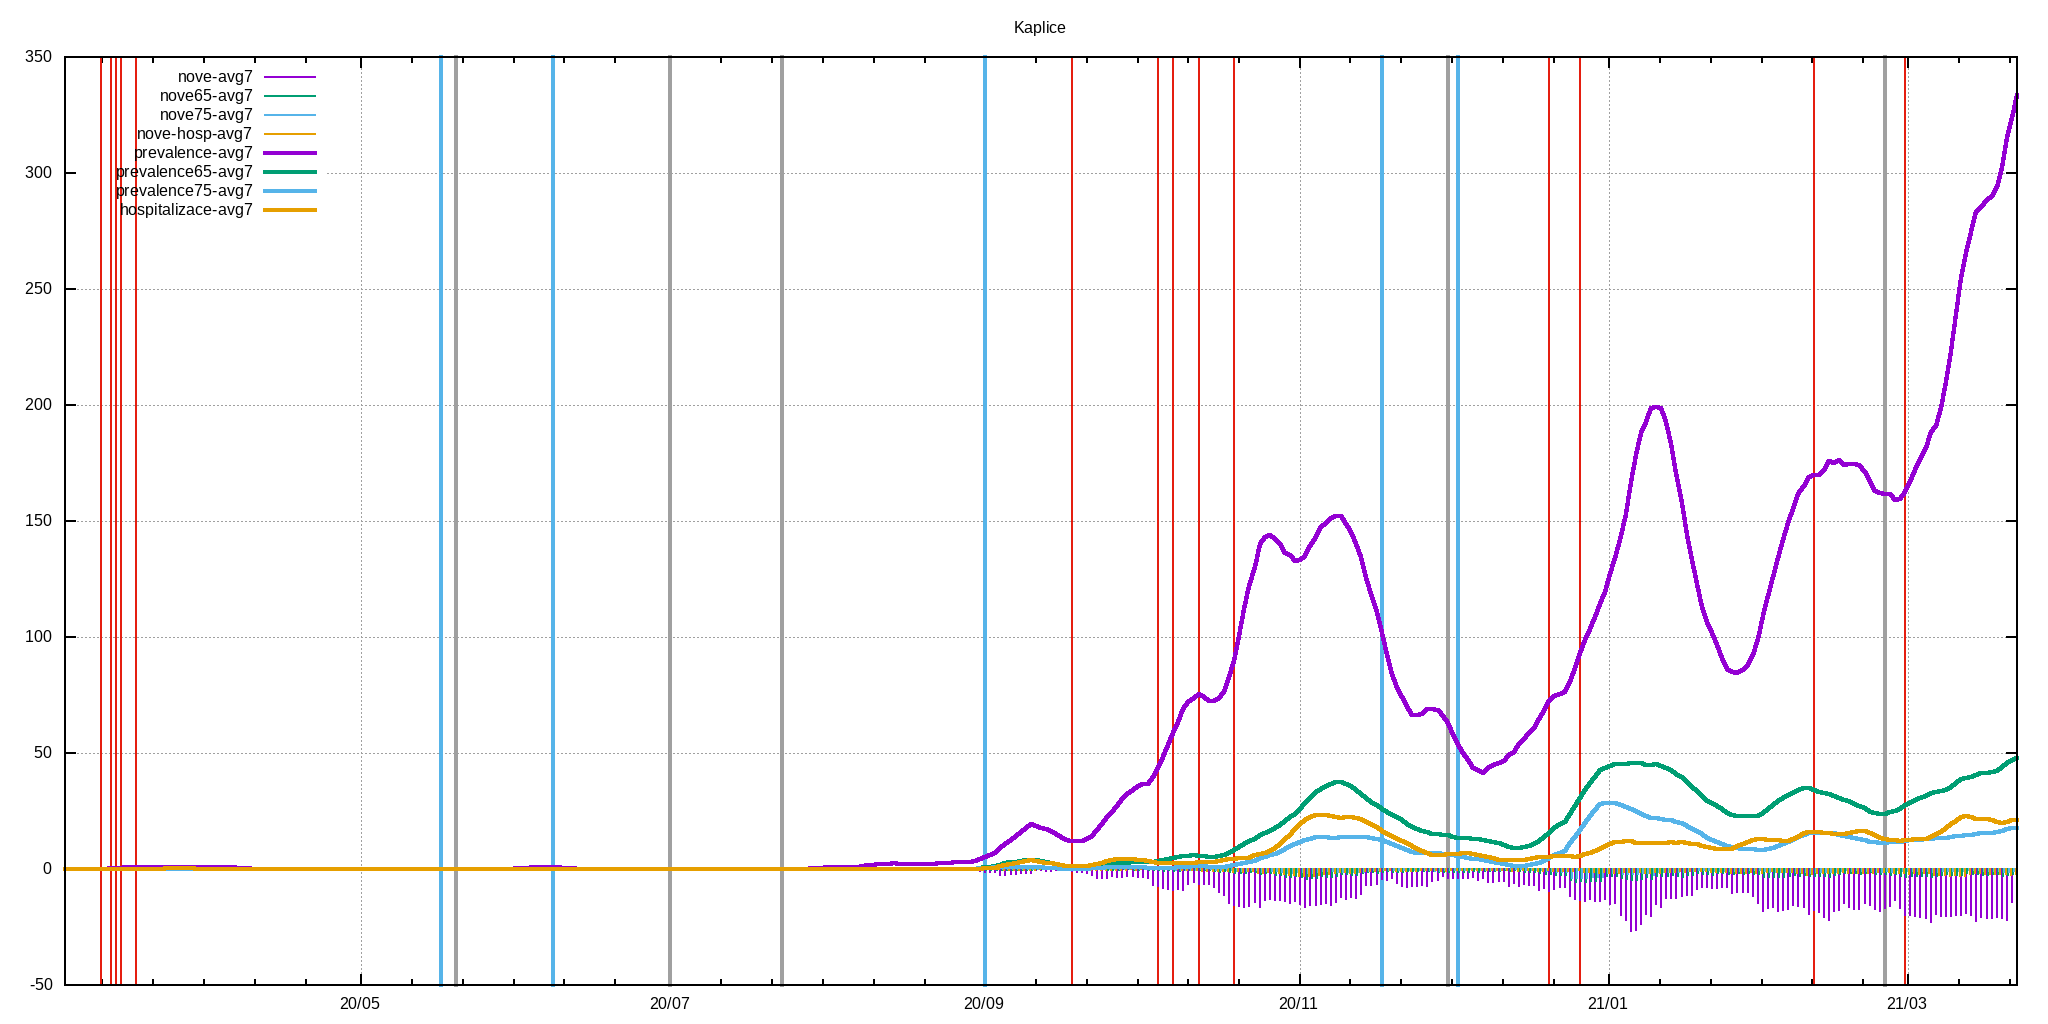 Kaplice
350
300
250
200
150
100
50
0
-50
nove-avg7
nove65-avg7
nove75-avg7
nove-hosp-avg7
prevalence-avg7
prevalence65-avg7
prevalence75-avg7
hospitalizace-avg7
20/05
20/07
20/09
20/11
21/01
21/03